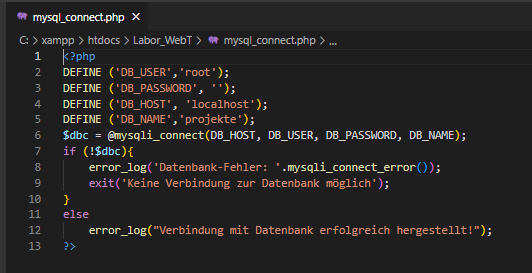 mysql_connect.php ×
C: > xampp > htdocs > Labor_WebT > mysql_connect.php > ...
1 <?php
2 DEFINE ('DB_USER','root');
3 DEFINE ('DB_PASSWORD', '');
4 DEFINE ('DB_HOST', 'localhost');
5 DEFINE ('DB_NAME','projekte');
6 $dbc = @mysqli_connect(DB_HOST, DB_USER, DB_PASSWORD, DB_NAME);
7 if (!$dbc){
8     error_log('Datenbank-Fehler: '.mysqli_connect_error());
9     exit('Keine Verbindung zur Datenbank möglich');
10 }
11 else
12     error_log("Verbindung mit Datenbank erfolgreich hergestellt!");
13 ?>